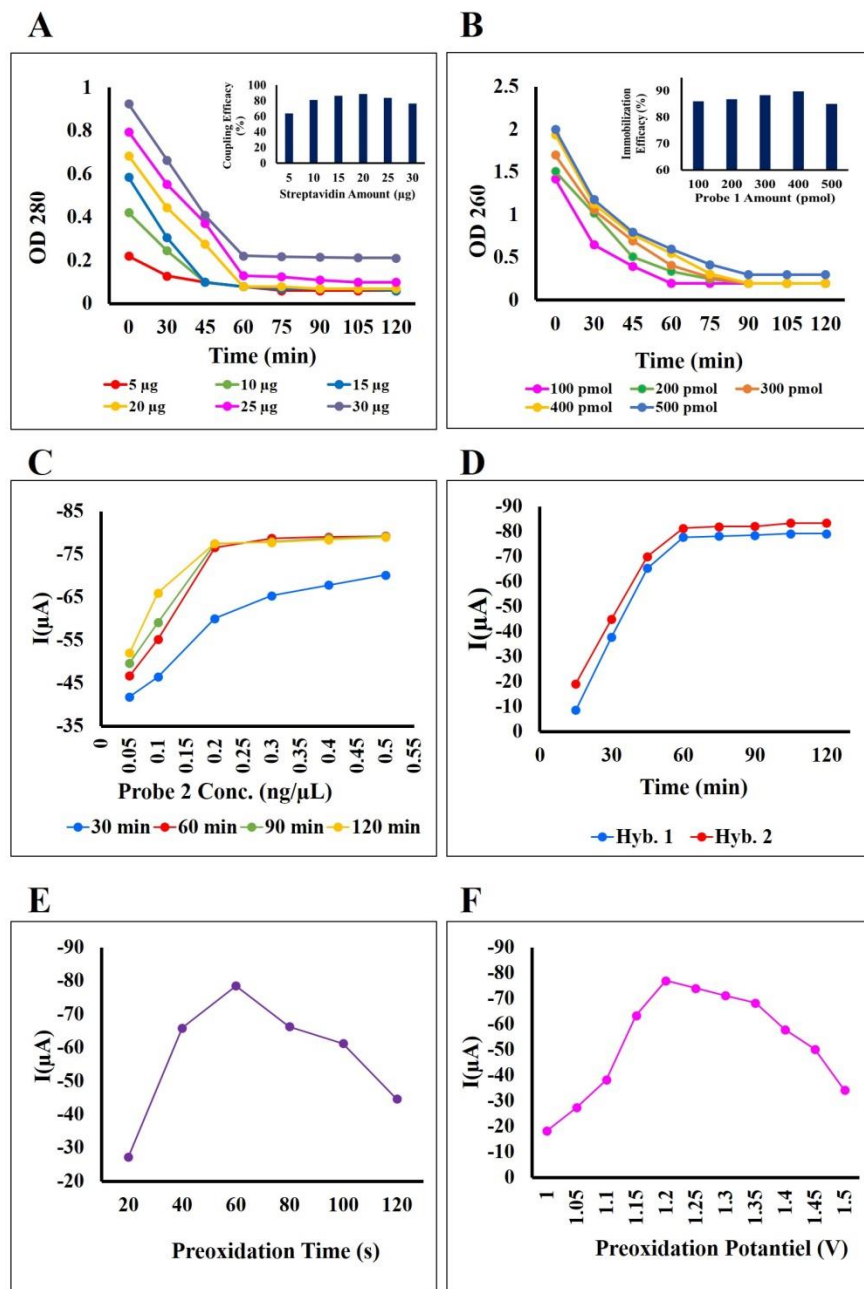 A
OD 280
1
0.8
0.6
0.4
0.2
0
0 30 45 60 75 90 105 120
Time (min)
Coupling Efficacy (%)
100
80
60
40
20
0
5 10 15 20 25 30
Streptavidin Amount (µg)
5 µg 10 µg 15 µg
20 µg 25 µg 30 µg
B
OD 260
2.5
2
1.5
1
0.5
0
0 30 45 60 75 90 105 120
Time (min)
Immobilization Efficacy (%)
90
80
70
60
100 200 300 400 500
Probe 1 Amount (pmol)
100 pmol 200 pmol 300 pmol
400 pmol 500 pmol
C
I(µA)
-85
-75
-65
-55
-45
-35
0 0.05 0.1 0.15 0.2 0.25 0.3 0.35 0.4 0.45 0.5 0.55
Probe 2 Conc. (ng/µL)
30 min 60 min 90 min 120 min
D
I(µA)
-90
-80
-70
-60
-50
-40
-30
-20
-10
0
0 30 60 90 120
Time (min)
Hyb. 1 Hyb. 2
E
I(µA)
-90
-80
-70
-60
-50
-40
-30
-20
20 40 60 80 100 120
Preoxidation Time (s)
F
I(µA)
-90
-80
-70
-60
-50
-40
-30
-20
-10
0
1 1.05 1.1 1.15 1.2 1.25 1.3 1.35 1.4 1.45 1.5
Preoxidation Potantiel (V)